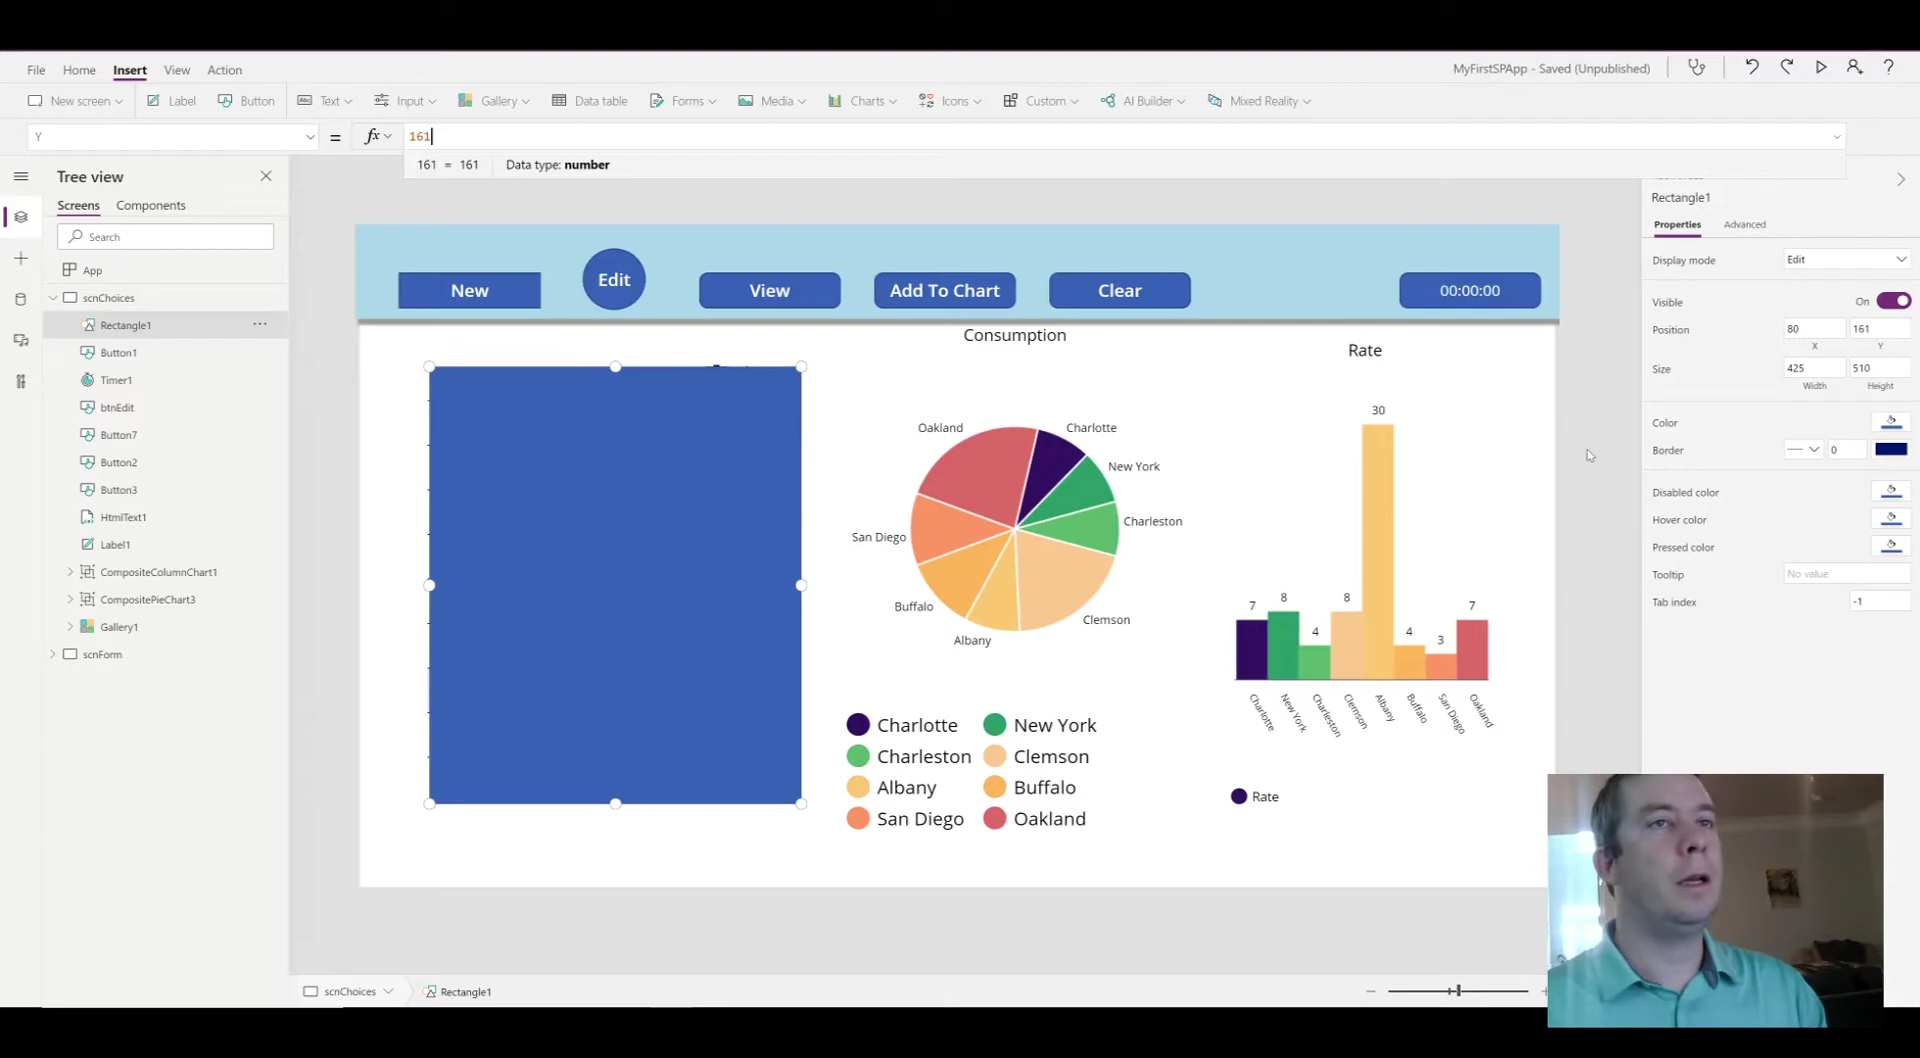 File Home Insert View Action
MyFirstSPApp - Saved (Unpublished) ?
New screen Label Button Text Input Gallery Data table Forms Media Charts Icons Custom AI Builder Mixed Reality
Y = fx 161
161 = 161 Data type: number
Tree view
Screens Components
Search
App
scnChoices
Rectangle1 ...
Button1
Timer1
btnEdit
Button7
Button2
Button3
HtmlText1
Label1
CompositeColumnChart1
CompositePieChart3
Gallery1
scnForm
New Edit View Add To Chart Clear 00:00:00
Consumption
Oakland
Charlotte
New York
Charleston
San Diego
Buffalo
Clemson
Albany
Charlotte New York
Charleston Clemson
Albany Buffalo
San Diego Oakland
Rate
30
7 8 4 8 4 3 7
Charlotte New York Charleston Clemson Albany Buffalo San Diego Oakland
Rate
Rectangle1
Properties Advanced
Display mode Edit
Visible On
Position 80 161
X Y
Size 425 510
Width Height
Color
Border 0
Disabled color
Hover color
Pressed color
Tooltip No value
Tab index -1
scnChoices Rectangle1